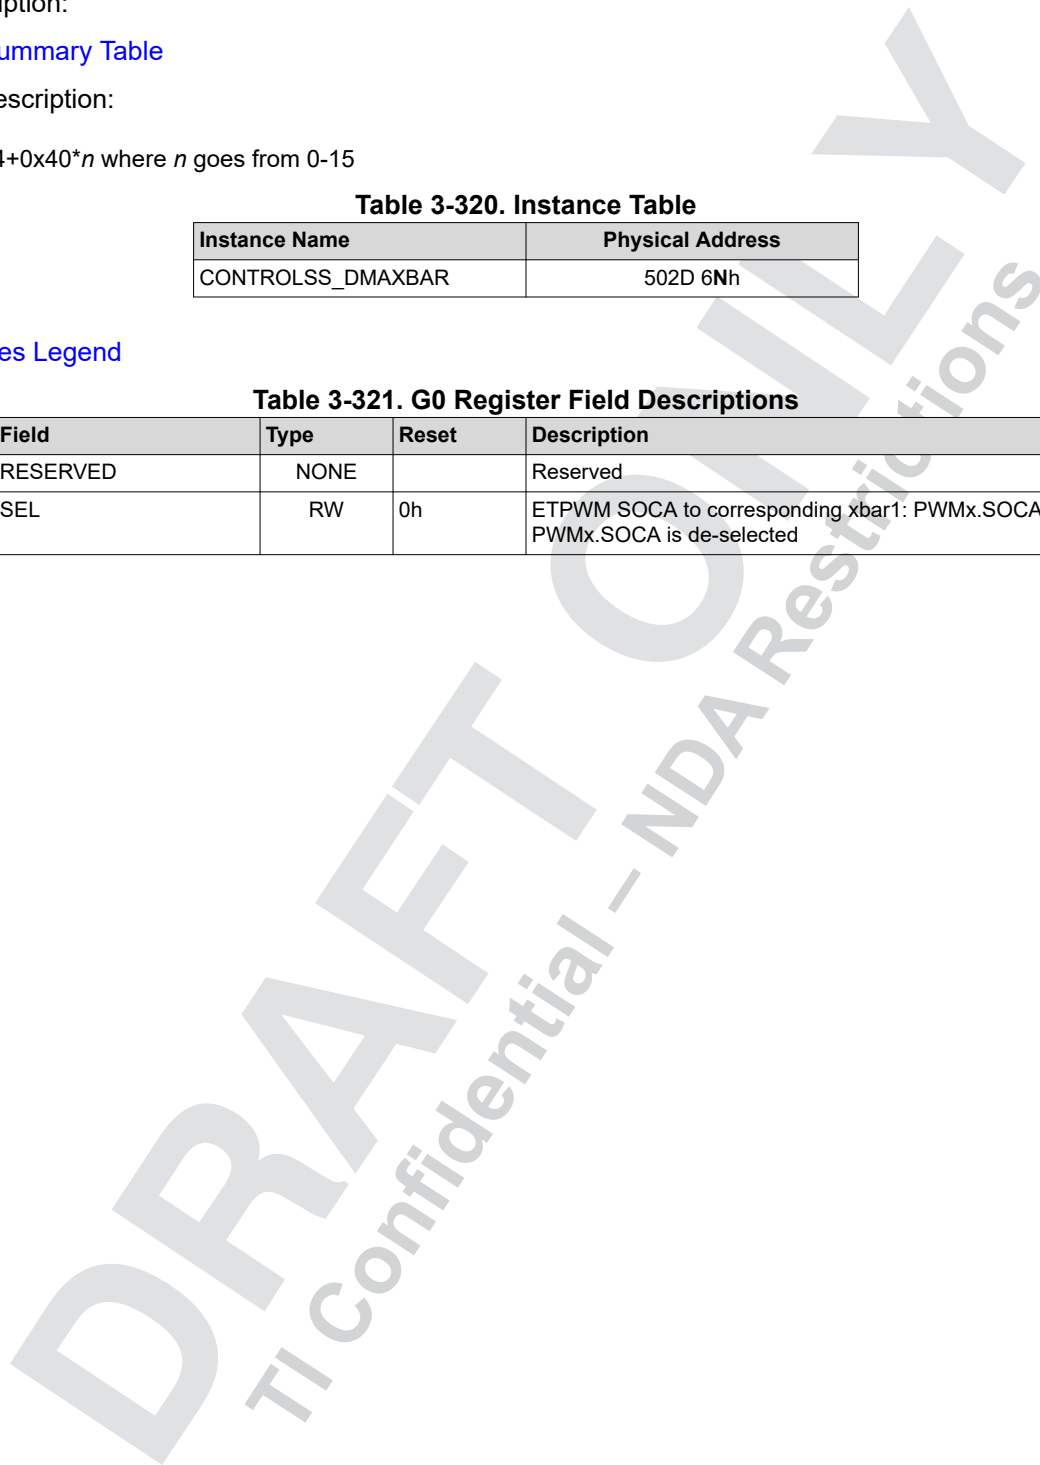 iption:
ummary Table
escription:
4+0x40*n where n goes from 0-15
Table 3-320. Instance Table
Instance Name Physical Address
CONTROLSS_DMAXBAR 502D 6Nh
es Legend
Table 3-321. G0 Register Field Descriptions
Field Type Reset Description
RESERVED NONE Reserved
SEL RW 0h ETPWM SOCA to corresponding xbar1: PWMx.SOCA
PWMx.SOCA is de-selected
DRAFT ONLY
TI Confidential – NDA Restrictions